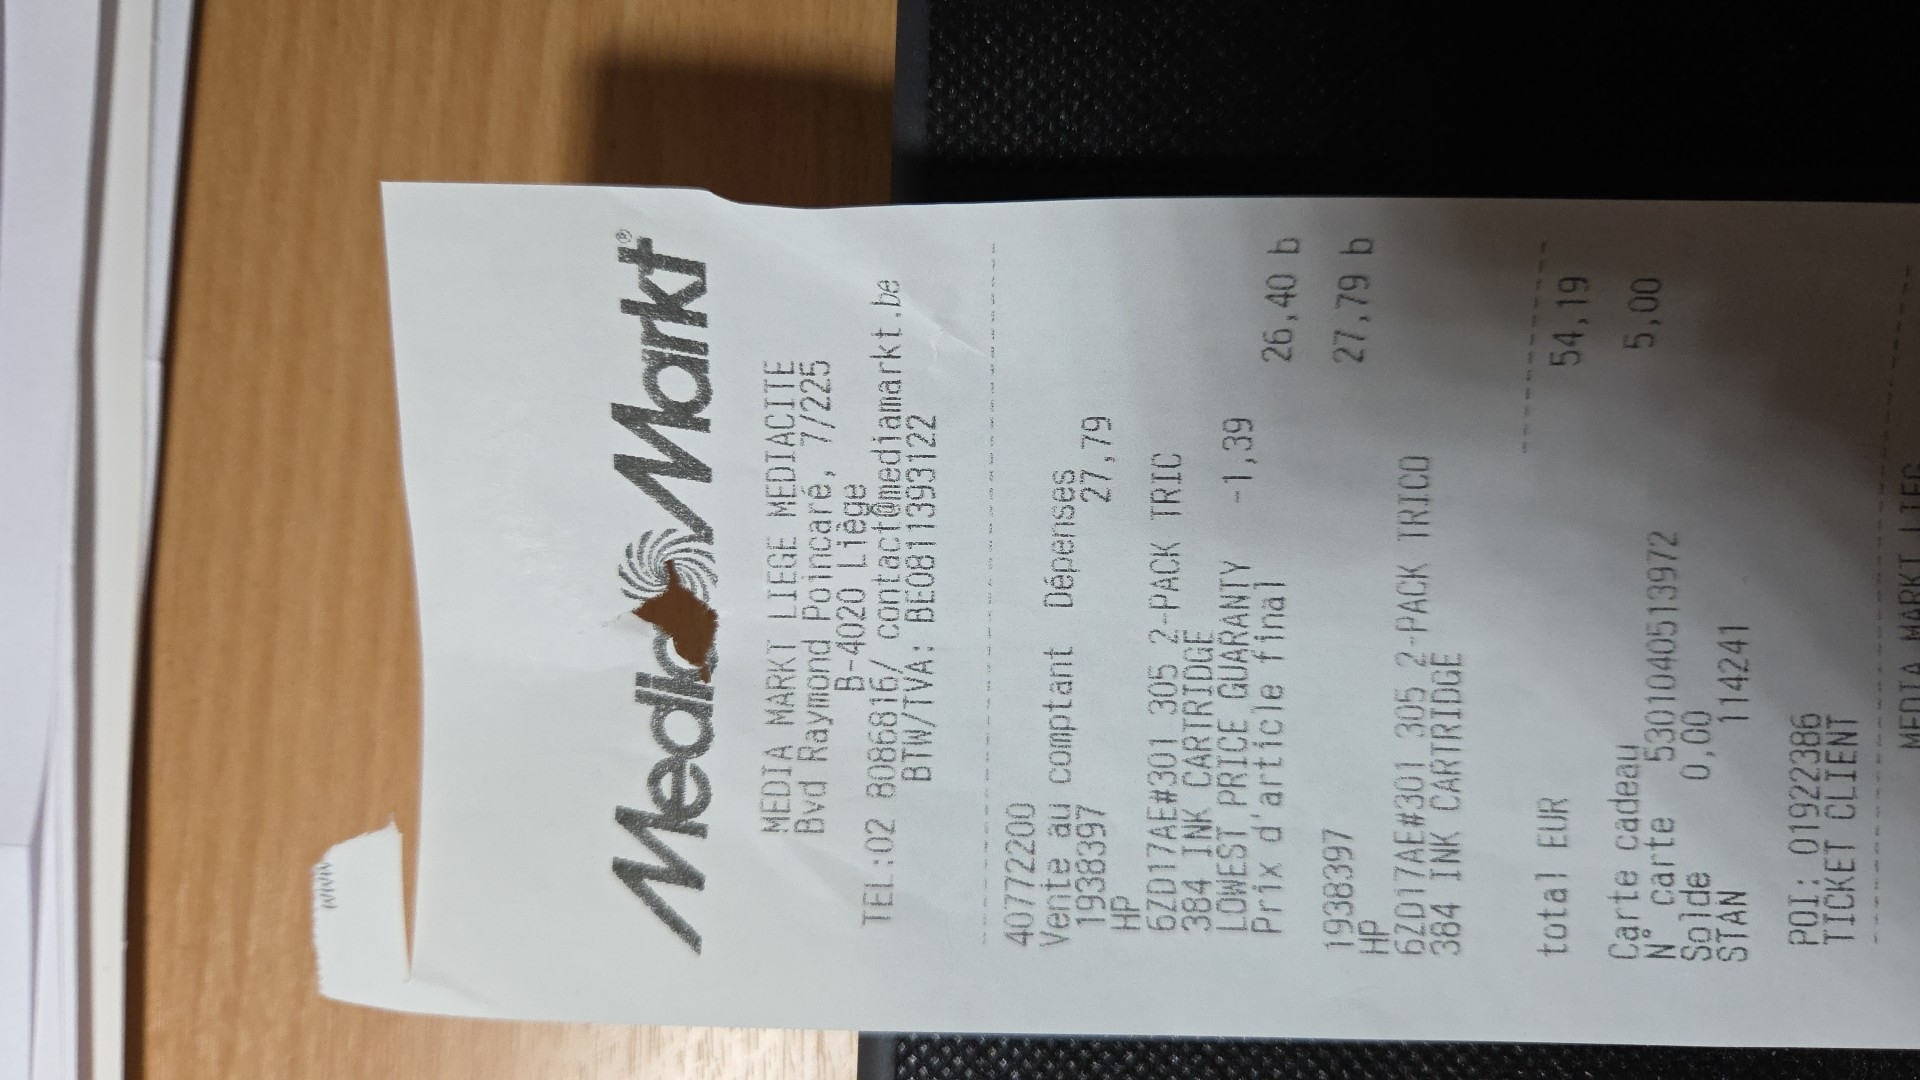 Media Markt®
MEDIA MARKT LIEGE MEDIACITE
Bvd Raymond Poincaré, 7/225
B-4020 Liège
TEL:02 8086816/ contact@mediamarkt.be
BTW/TVA: BE0811393122
40772200
Vente au comptant Dépenses
1938397 27,79
HP
6ZD17AE#301 305 2-PACK TRIC
384 INK CARTRIDGE
LOWEST PRICE GUARANTY -1,39
Prix d'article final 26,40 b
1938397 27,79 b
HP
6ZD17AE#301 305 2-PACK TRICO
384 INK CARTRIDGE
total EUR 54,19
Carte cadeau 5,00
N° carte 5301040513972
Solde 0,00
STAN 114241
POI: 01922386
TICKET CLIENT
MEDIA MARKT LIEG